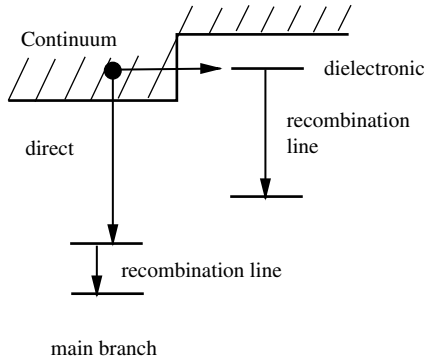 Continuum
dielectronic
recombination
line
direct
recombination line
main branch